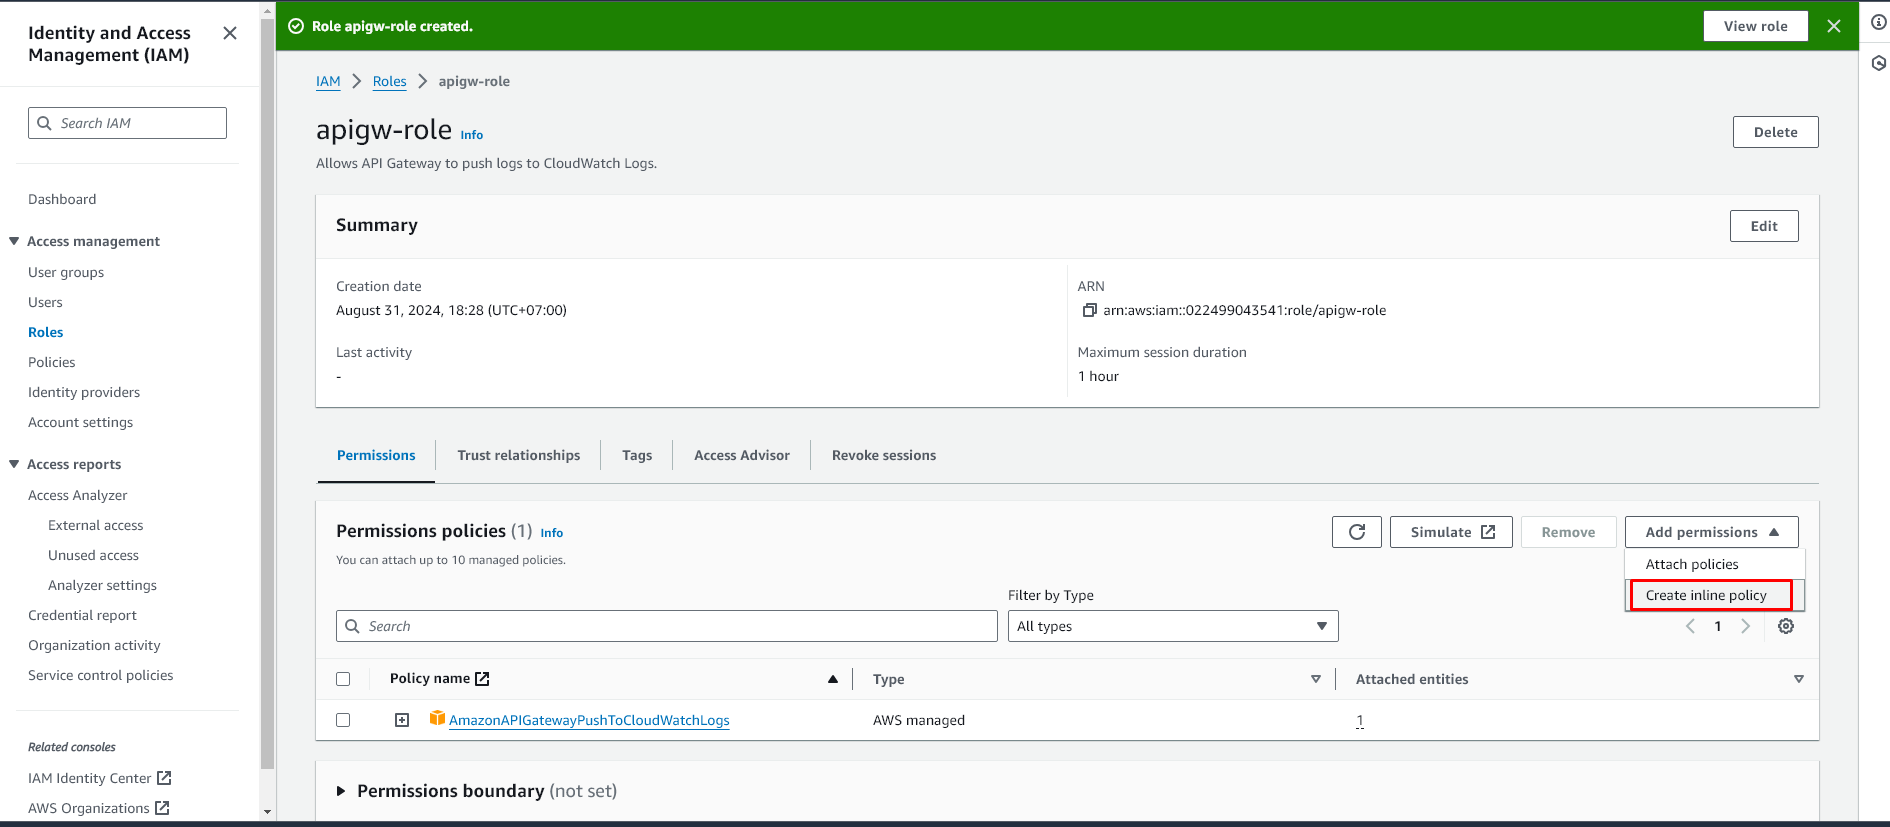 Identity and Access
Management (IAM)
Search IAM
Dashboard
Access management
User groups
Users
Roles
Policies
Identity providers
Account settings
Access reports
Access Analyzer
External access
Unused access
Analyzer settings
Credential report
Organization activity
Service control policies
Related consoles
IAM Identity Center
AWS Organizations
Role apigw-role created.
View role
IAM > Roles > apigw-role
apigw-role Info
Delete
Allows API Gateway to push logs to CloudWatch Logs.
Summary
Edit
Creation date
August 31, 2024, 18:28 (UTC+07:00)
ARN
arn:aws:iam::022499043541:role/apigw-role
Last activity
-
Maximum session duration
1 hour
Permissions
Trust relationships
Tags
Access Advisor
Revoke sessions
Permissions policies (1) Info
You can attach up to 10 managed policies.
Simulate
Remove
Add permissions
Attach policies
Create inline policy
Filter by Type
Search
All types
1
Policy name
Type
Attached entities
AmazonAPIGatewayPushToCloudWatchLogs
AWS managed
1
Permissions boundary (not set)